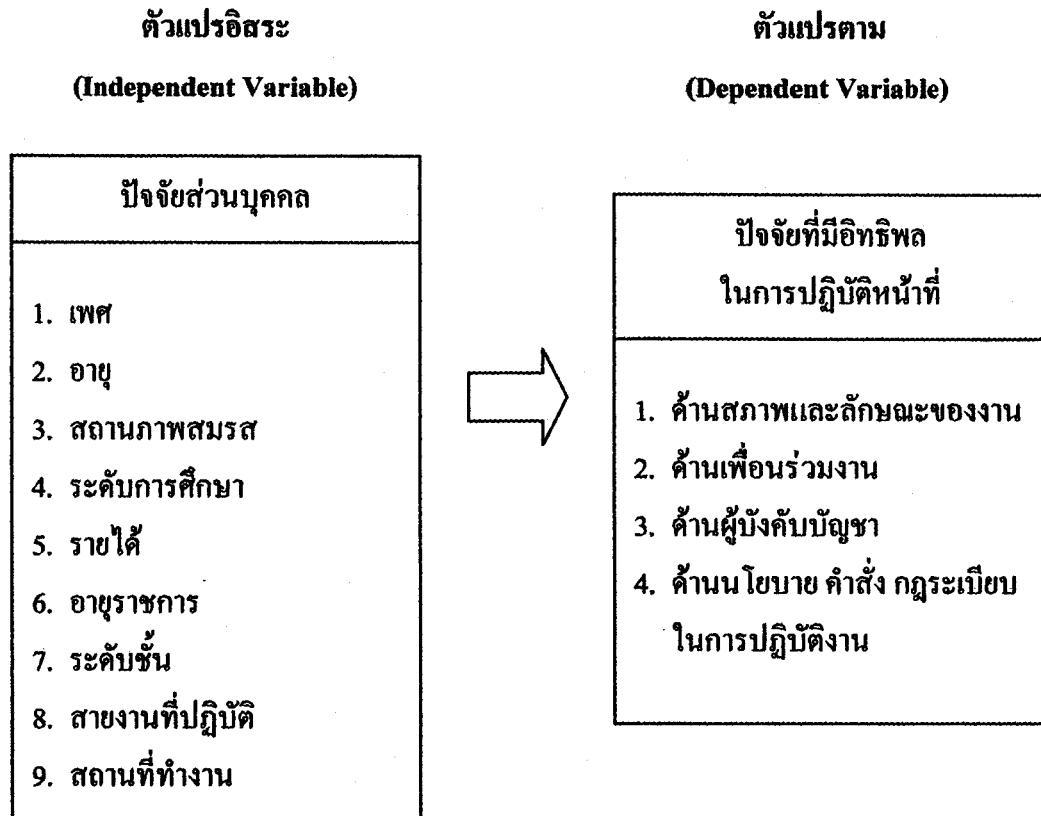 ตัวแปรอิสระ
(Independent Variable)
ปัจจัยส่วนบุคคล
1. เพศ
2. อายุ
3. สถานภาพสมรส
4. ระดับการศึกษา
5. รายได้
6. อายุราชการ
7. ระดับชั้น
8. สายงานที่ปฏิบัติ
9. สถานที่ทำงาน
ตัวแปรตาม
(Dependent Variable)
ปัจจัยที่มีอิทธิพล
ในการปฏิบัติหน้าที่
1. ด้านสภาพและลักษณะของงาน
2. ด้านเพื่อนร่วมงาน
3. ด้านผู้บังคับบัญชา
4. ด้านนโยบาย คำสั่ง กฎระเบียบ
ในการปฏิบัติงาน